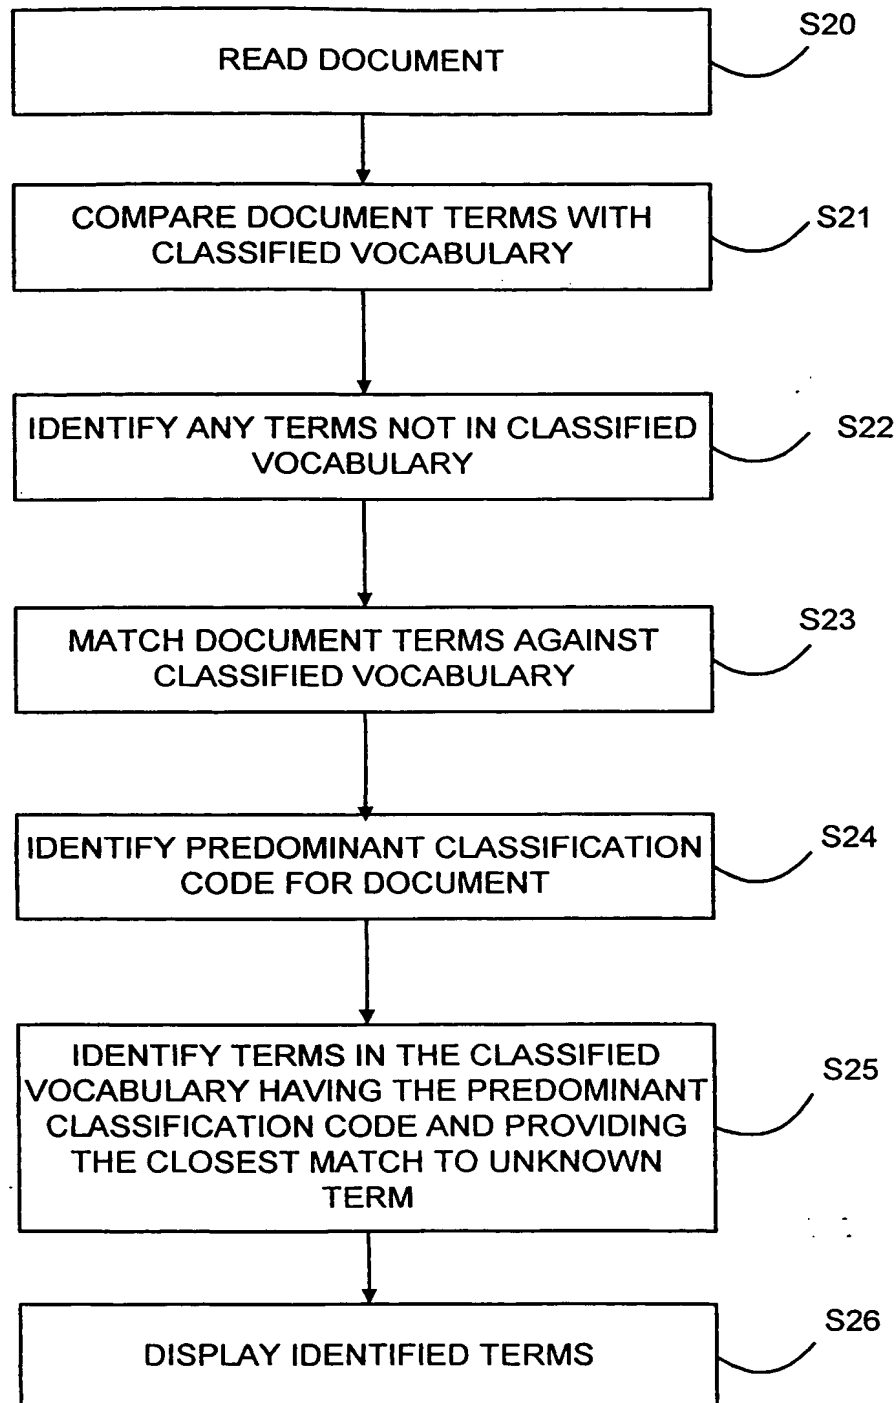 READ DOCUMENT
S20
COMPARE DOCUMENT TERMS WITH
CLASSIFIED VOCABULARY
S21
IDENTIFY ANY TERMS NOT IN CLASSIFIED
VOCABULARY
S22
MATCH DOCUMENT TERMS AGAINST
CLASSIFIED VOCABULARY
S23
IDENTIFY PREDOMINANT CLASSIFICATION
CODE FOR DOCUMENT
S24
IDENTIFY TERMS IN THE CLASSIFIED
VOCABULARY HAVING THE PREDOMINANT
CLASSIFICATION CODE AND PROVIDING
THE CLOSEST MATCH TO UNKNOWN
TERM
S25
DISPLAY IDENTIFIED TERMS
S26